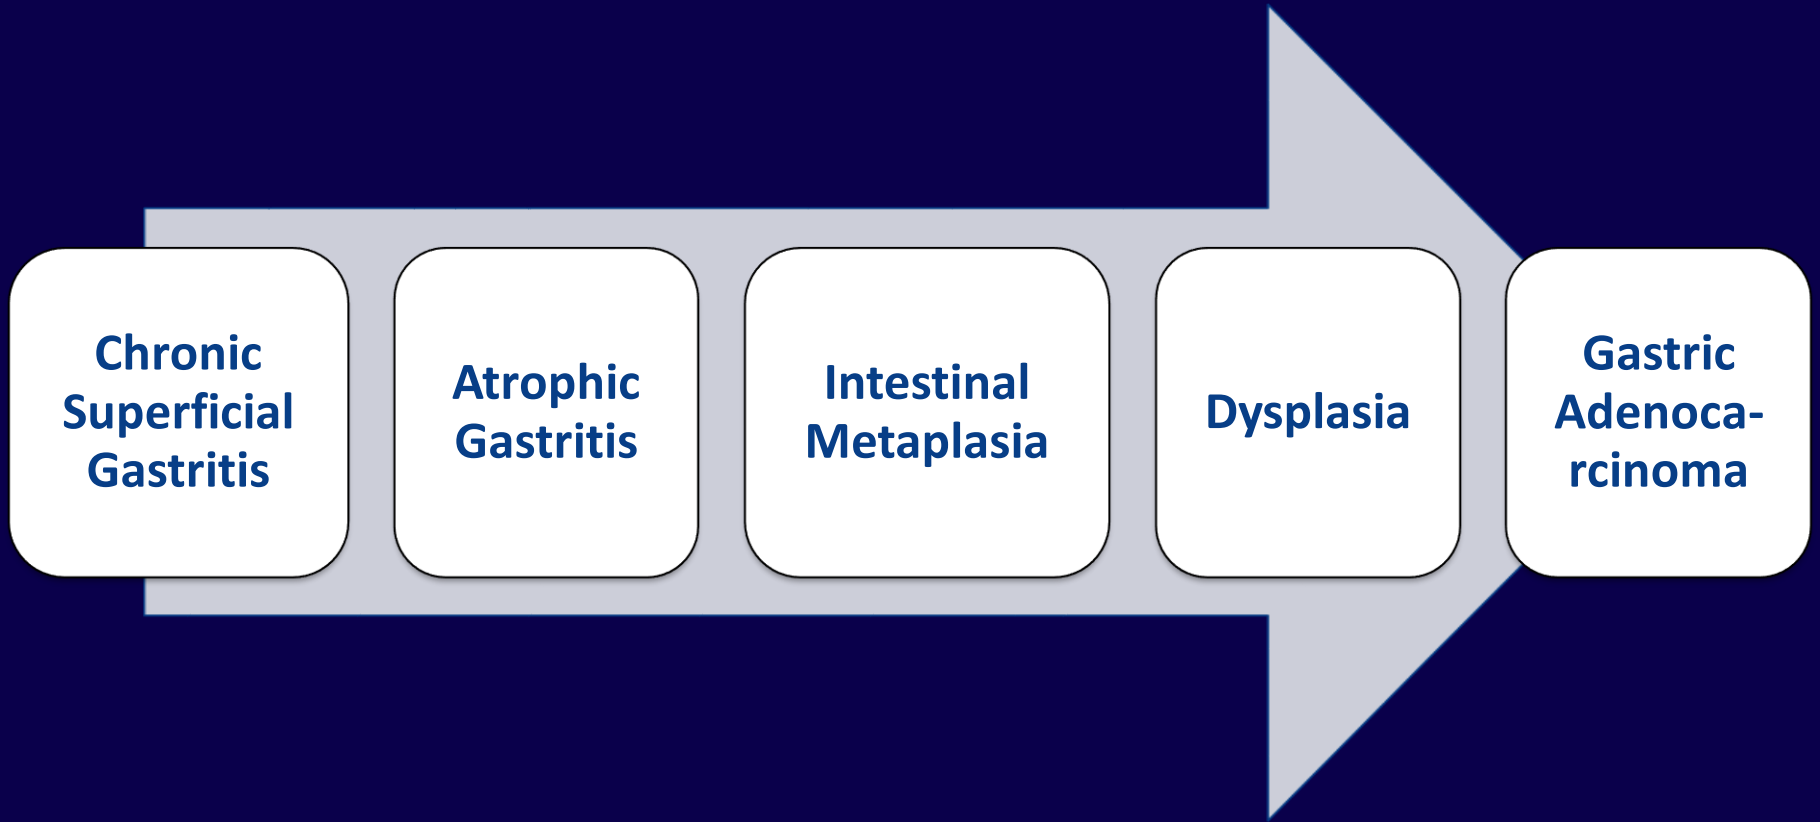 Chronic
Superficial
Gastritis
Atrophic
Gastritis
Intestinal
Metaplasia
Dysplasia
Gastric
Adenoca-
rcinoma